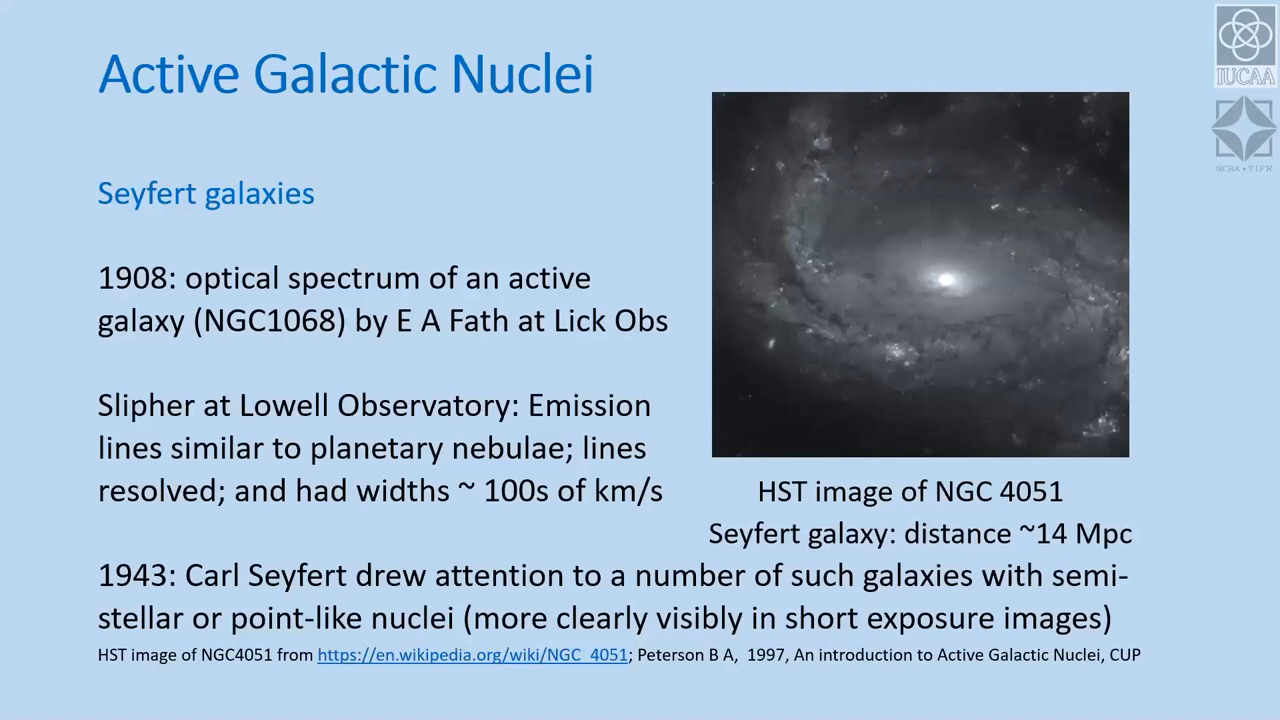 Active Galactic Nuclei
IUCAA
NCRA • TIFR
Seyfert galaxies
1908: optical spectrum of an active
galaxy (NGC1068) by E A Fath at Lick Obs
Slipher at Lowell Observatory: Emission
lines similar to planetary nebulae; lines
resolved; and had widths ~ 100s of km/s
HST image of NGC 4051
Seyfert galaxy: distance ~14 Mpc
1943: Carl Seyfert drew attention to a number of such galaxies with semi-
stellar or point-like nuclei (more clearly visibly in short exposure images)
HST image of NGC4051 from https://en.wikipedia.org/wiki/NGC_4051; Peterson B A, 1997, An introduction to Active Galactic Nuclei, CUP